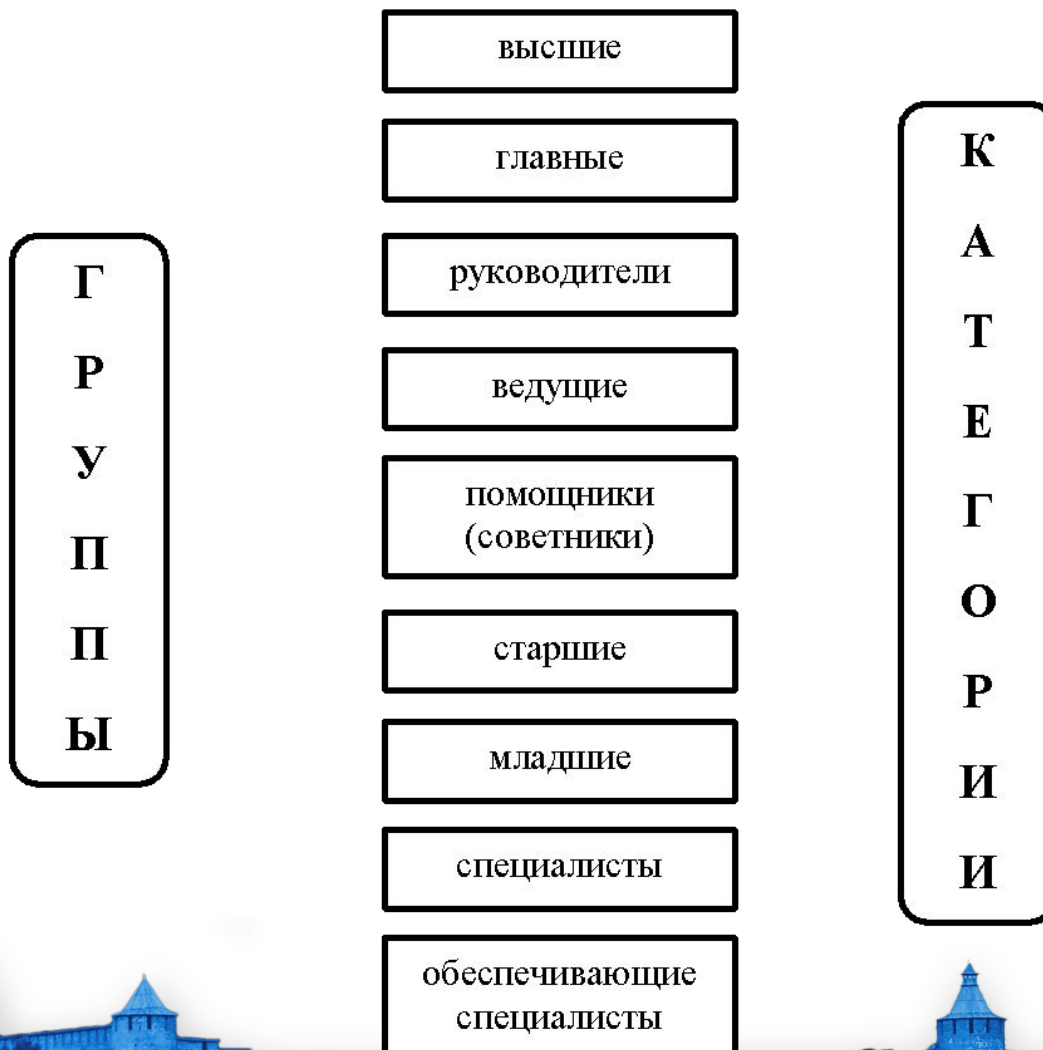 высшие
главные
руководители
ведущие
помощники
(советники)
старшие
младшие
специалисты
обеспечивающие
специалисты
Г
Р
У
П
П
Ы
К
А
Т
Е
Г
О
Р
И
И